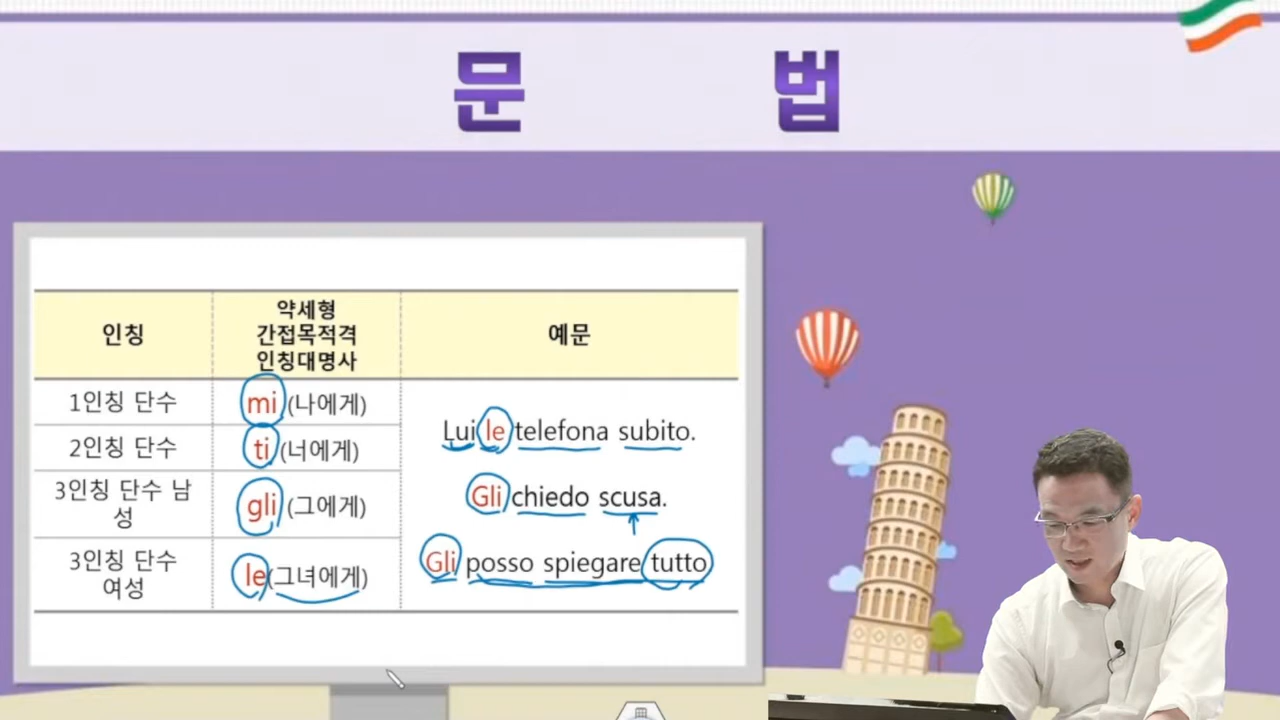 문 법
인칭
약세형
간접목적격
인칭대명사
예문
1인칭 단수
mi (나에게)
2인칭 단수
ti (너에게)
3인칭 단수 남
성
gli (그에게)
3인칭 단수
여성
le(그녀에게)
Lui le telefona subito.
Gli chiedo scusa.
Gli posso spiegare tutto